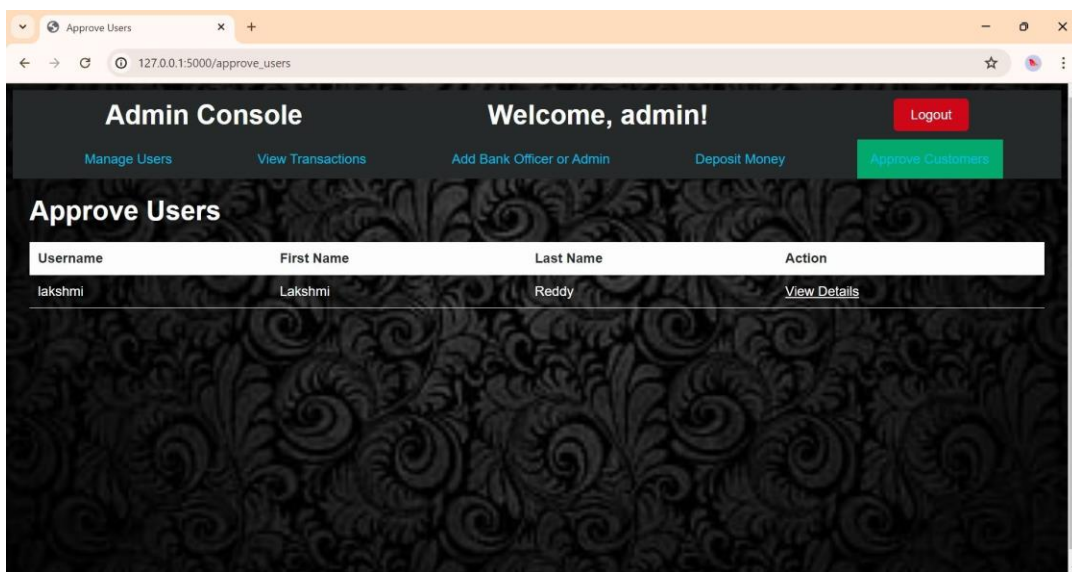 Approve Users
127.0.0.1:5000/approve_users
Admin Console Welcome, admin! Logout
Manage Users View Transactions Add Bank Officer or Admin Deposit Money Approve Customers
Approve Users
Username First Name Last Name Action
lakshmi Lakshmi Reddy View Details